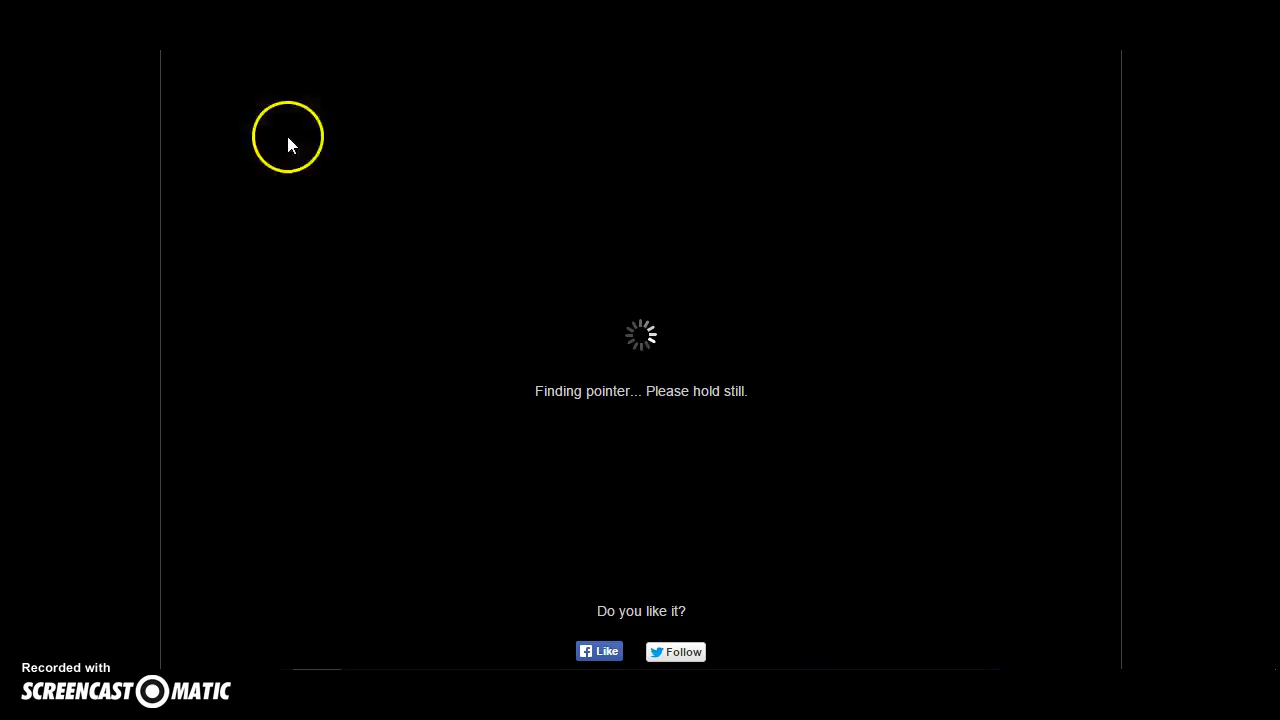 Finding pointer... Please hold still.
Do you like it?
Like
Follow
Recorded with
SCREENCAST MATIC